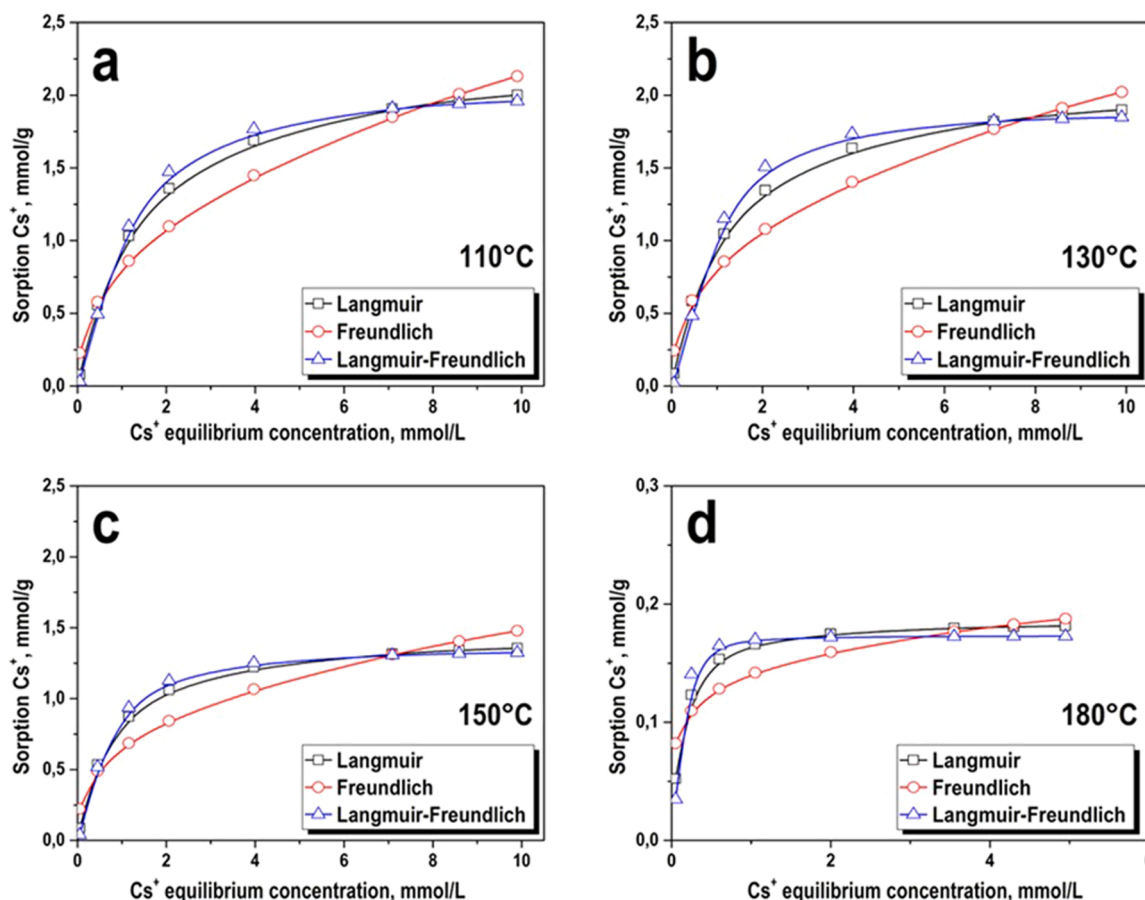 a
2,5
2,0
1,5
1,0
0,5
0,0
Sorption Cs⁺, mmol/g
110°C
Langmuir
Freundlich
Langmuir-Freundlich
0 2 4 6 8 10
Cs⁺ equilibrium concentration, mmol/L
b
2,5
2,0
1,5
1,0
0,5
0,0
Sorption Cs⁺, mmol/g
130°C
Langmuir
Freundlich
Langmuir-Freundlich
0 2 4 6 8 10
Cs⁺ equilibrium concentration, mmol/L
c
2,5
2,0
1,5
1,0
0,5
0,0
Sorption Cs⁺, mmol/g
150°C
Langmuir
Freundlich
Langmuir-Freundlich
0 2 4 6 8 10
Cs⁺ equilibrium concentration, mmol/L
d
0,3
0,2
0,1
0,0
Sorption Cs⁺, mmol/g
180°C
Langmuir
Freundlich
Langmuir-Freundlich
0 2 4
Cs⁺ equilibrium concentration, mmol/L